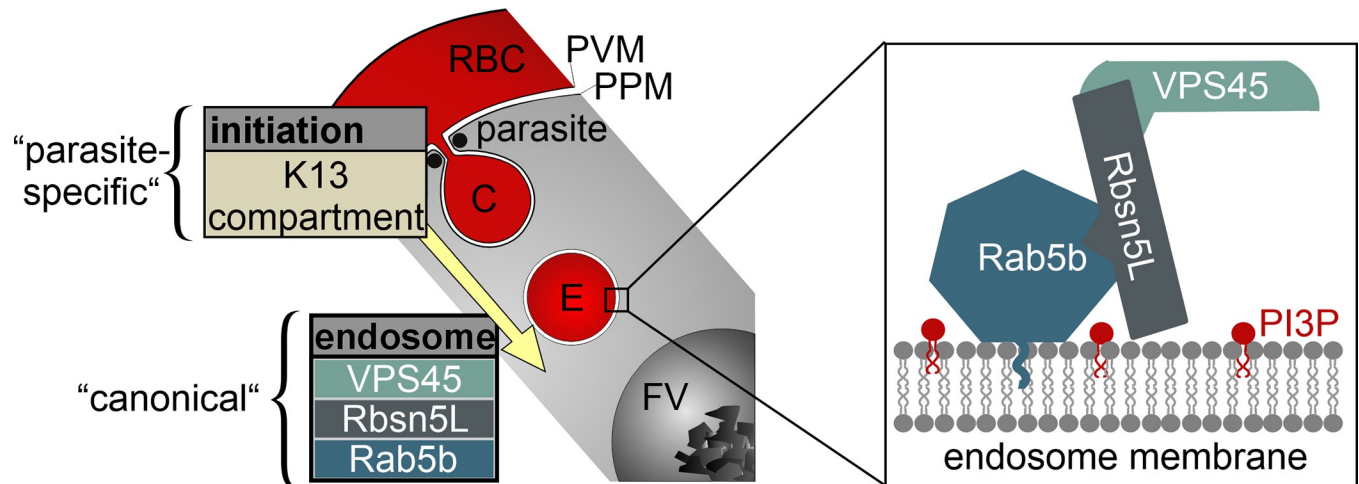 RBC
PVM
PPM
parasite
“parasite-
specific“
initiation
K13
compartment
C
E
FV
“canonical“
endosome
VPS45
Rbsn5L
Rab5b
VPS45
Rbsn5L
Rab5b
PI3P
endosome membrane